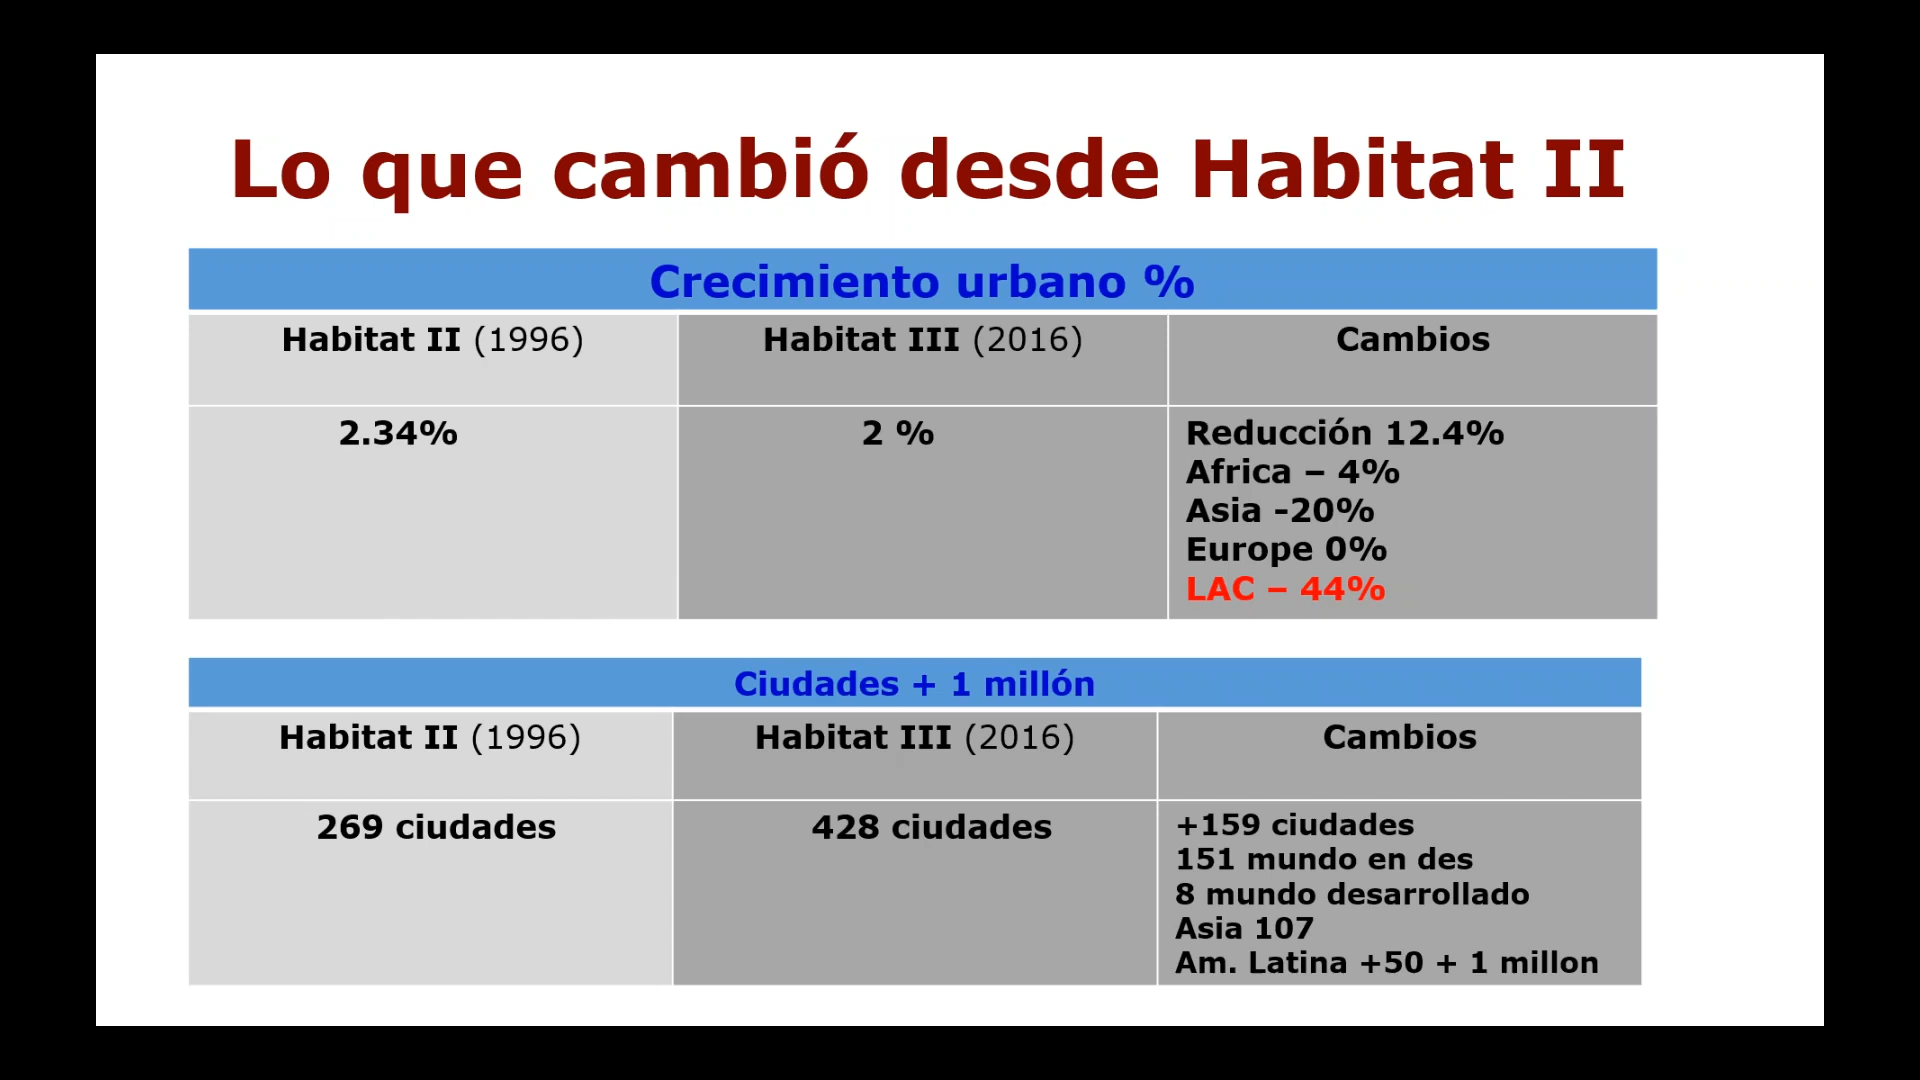 Lo que cambió desde Habitat II
Crecimiento urbano %
Habitat II (1996)
Habitat III (2016)
Cambios
2.34%
2 %
Reducción 12.4%
Africa – 4%
Asia -20%
Europe 0%
LAC – 44%
Ciudades + 1 millón
Habitat II (1996)
Habitat III (2016)
Cambios
269 ciudades
428 ciudades
+159 ciudades
151 mundo en des
8 mundo desarrollado
Asia 107
Am. Latina +50 + 1 millon